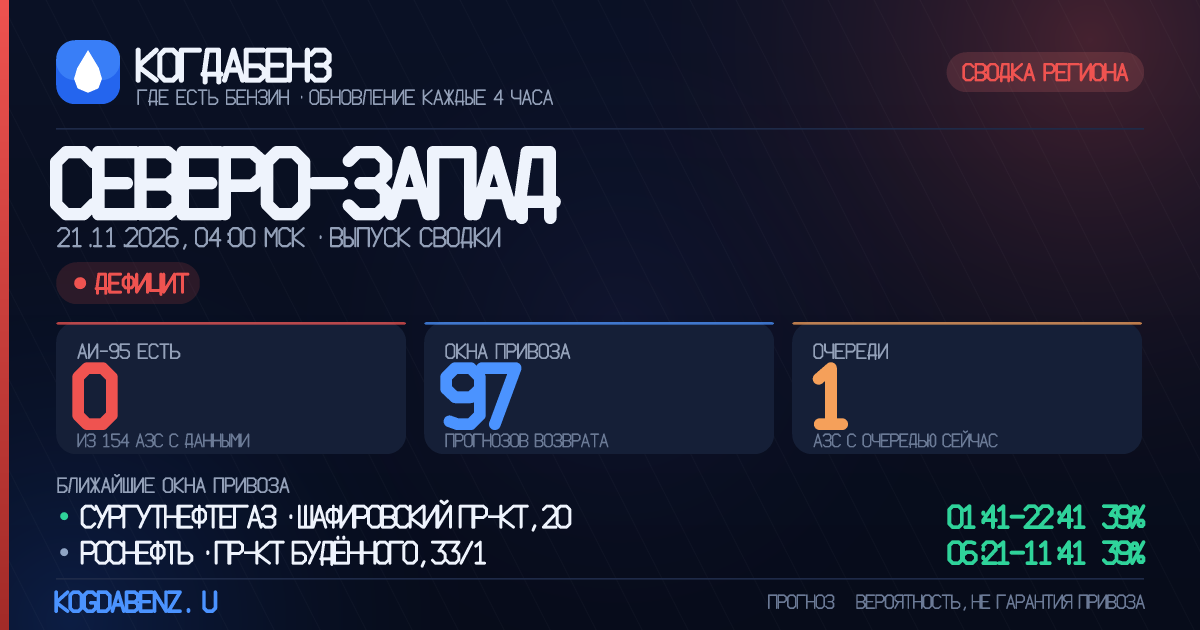 КОГДАБЕНЗ
ГДЕ ЕСТЬ БЕНЗИН · ОБНОВЛЕНИЕ КАЖДЫЕ 4 ЧАСА
СВОДКА РЕГИОНА
СЕВЕРО-ЗАПАД
21.11.2026, 04:00 МСК · ВЫПУСК СВОДКИ
• ДЕФИЦИТ
АИ-95 ЕСТЬ
0
ИЗ 154 АЗС С ДАННЫМИ
ОКНА ПРИВОЗА
97
ПРОГНОЗОВ ВОЗВРАТА
ОЧЕРЕДИ
1
АЗС С ОЧЕРЕДЬЮ СЕЙЧАС
БЛИЖАЙШИЕ ОКНА ПРИВОЗА
• СУРГУТНЕФТЕГАЗ · ШАФИРОВСКИЙ ПР-КТ, 20 01:41-22:41 39%
• РОСНЕФТЬ · ПР-КТ БУДЁННОГО, 33/1 06:21-11:41 39%
KOGDABENZ. U
ПРОГНОЗ ВЕРОЯТНОСТЬ, НЕ ГАРАНТИЯ ПРИВОЗА